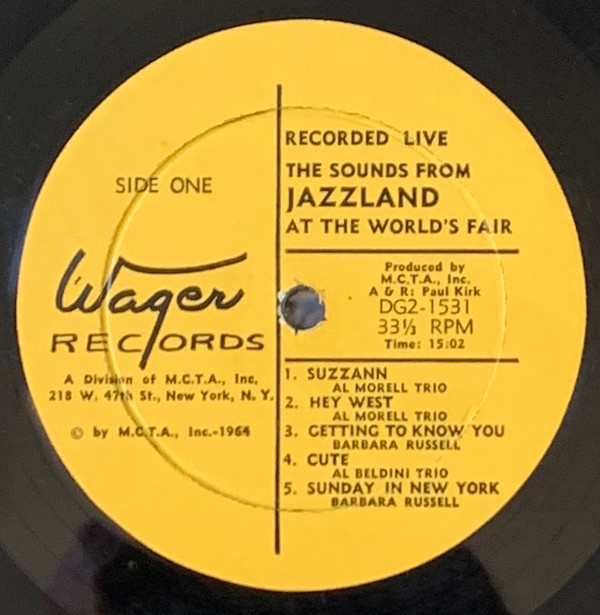 SIDE ONE
Wager
RECORDS
A Division of M.C.T.A., Inc,
218 W. 47th St., New York, N. Y.
© by M.C.T.A., Inc.-1964
RECORDED LIVE
THE SOUNDS FROM
JAZZLAND
AT THE WORLD'S FAIR
Produced by
M.C.T.A., Inc.
A & R: Paul Kirk
DG2-1531
33⅓ RPM
Time: 15:02
1. SUZZANN
AL MORELL TRIO
2. HEY WEST
AL MORELL TRIO
3. GETTING TO KNOW YOU
BARBARA RUSSELL
4. CUTE
AL BELDINI TRIO
5. SUNDAY IN NEW YORK
BARBARA RUSSELL